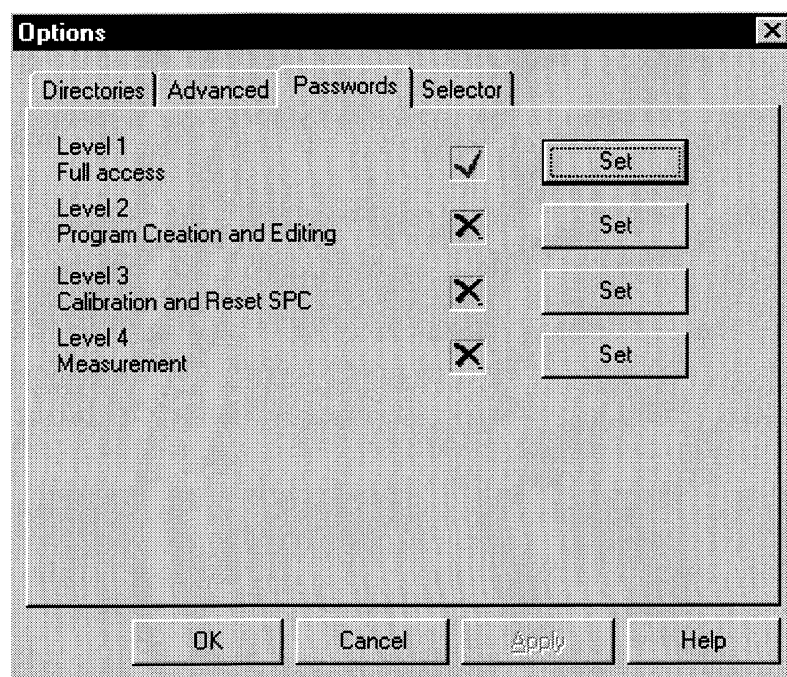 Options
Directories Advanced Passwords Selector
Level 1
Full access
Set
Level 2
Program Creation and Editing
Set
Level 3
Calibration and Reset SPC
Set
Level 4
Measurement
Set
OK Cancel Apply Help